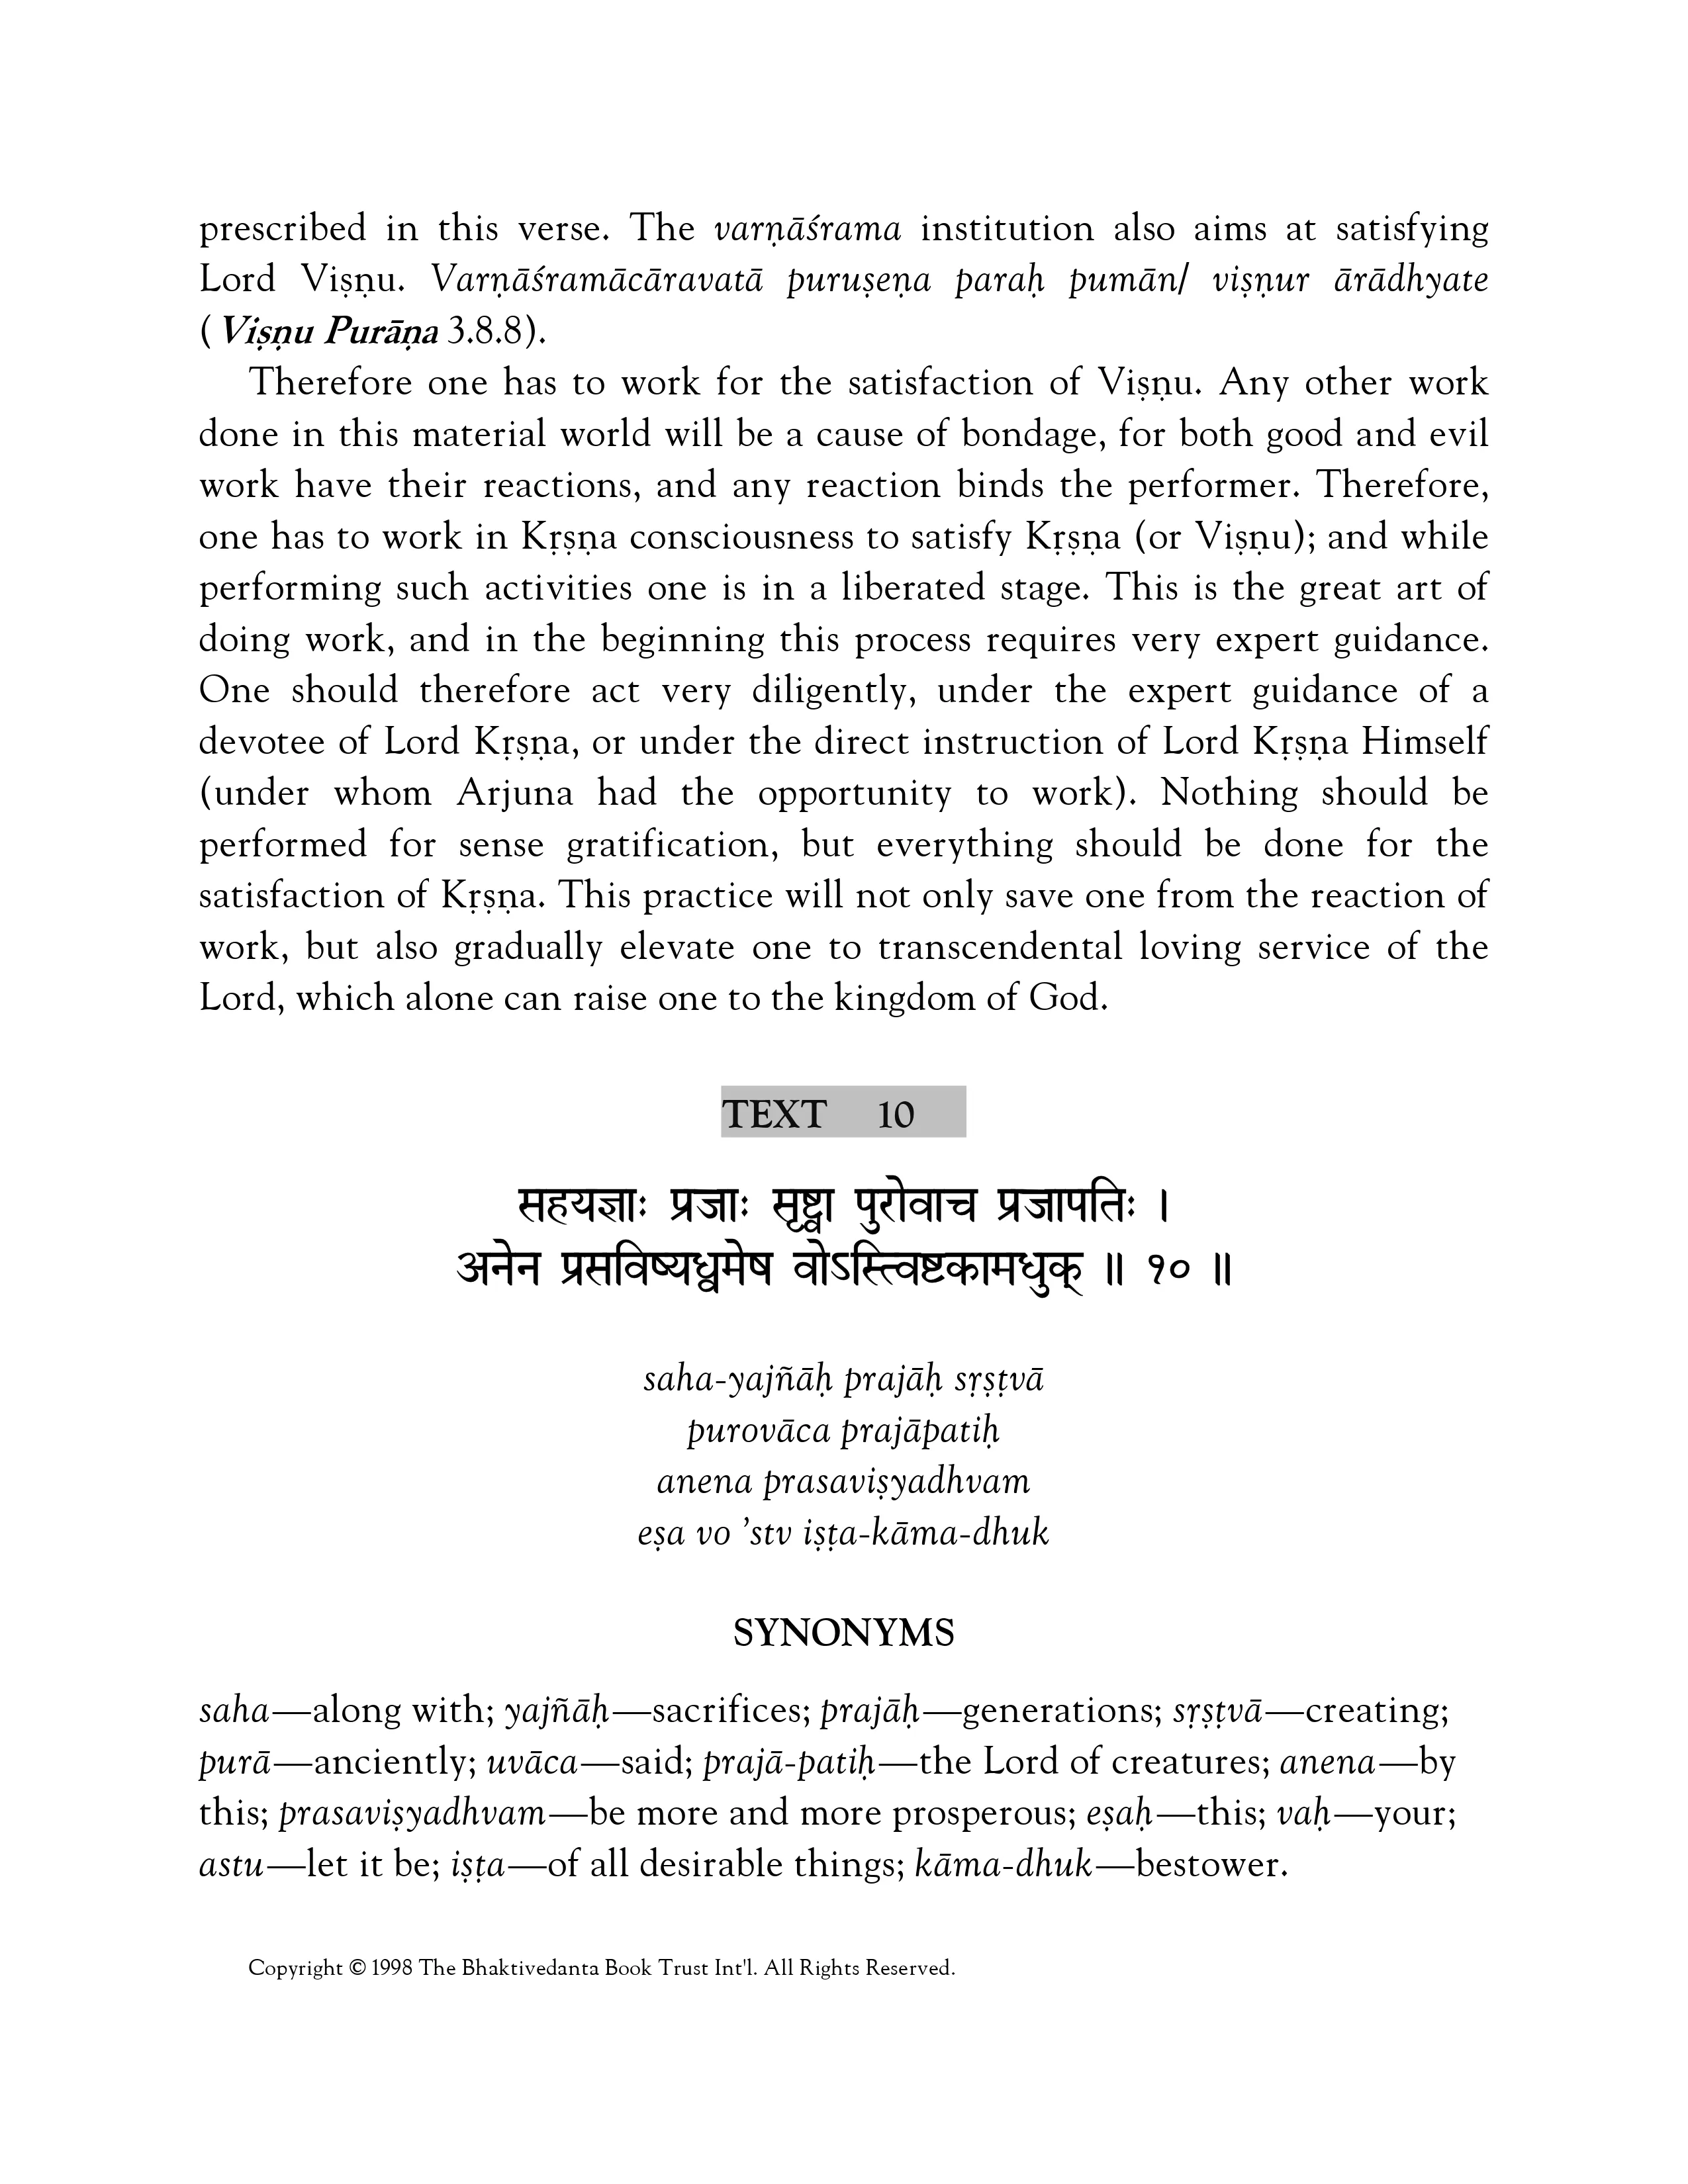 prescribed in this verse. The varṇāśrama institution also aims at satisfying
Lord Viṣṇu. Varṇāśramācāravatā puruṣeṇa paraḥ pumān/ viṣṇur ārādhyate
( Viṣṇu Purāṇa 3.8.8).
Therefore one has to work for the satisfaction of Viṣṇu. Any other work
done in this material world will be a cause of bondage, for both good and evil
work have their reactions, and any reaction binds the performer. Therefore,
one has to work in Kṛṣṇa consciousness to satisfy Kṛṣṇa (or Viṣṇu); and while
performing such activities one is in a liberated stage. This is the great art of
doing work, and in the beginning this process requires very expert guidance.
One should therefore act very diligently, under the expert guidance of a
devotee of Lord Kṛṣṇa, or under the direct instruction of Lord Kṛṣṇa Himself
(under whom Arjuna had the opportunity to work). Nothing should be
performed for sense gratification, but everything should be done for the
satisfaction of Kṛṣṇa. This practice will not only save one from the reaction of
work, but also gradually elevate one to transcendental loving service of the
Lord, which alone can raise one to the kingdom of God.
TEXT 10
सहयज्ञाः प्रजाः सृष्ट्वा पुरोवाच प्रजापतिः ।
अनेन प्रसविष्यध्वमेष वोऽस्त्विष्टकामधुक् ॥ १० ॥
saha-yajñāḥ prajāḥ sṛṣṭvā
purovāca prajāpatiḥ
anena prasaviṣyadhvam
eṣa vo ’stv iṣṭa-kāma-dhuk
SYNONYMS
saha—along with; yajñāḥ—sacrifices; prajāḥ—generations; sṛṣṭvā—creating;
purā—anciently; uvāca—said; prajā-patiḥ—the Lord of creatures; anena—by
this; prasaviṣyadhvam—be more and more prosperous; eṣaḥ—this; vaḥ—your;
astu—let it be; iṣṭa—of all desirable things; kāma-dhuk—bestower.
Copyright © 1998 The Bhaktivedanta Book Trust Int'l. All Rights Reserved.